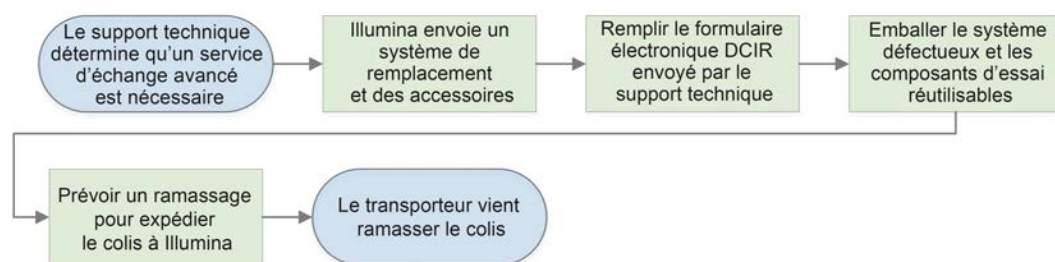 Le support technique
détermine qu'un service
d'échange avancé
est nécessaire
Illumina envoie un
système de
remplacement
et des accessoires
Remplir le formulaire
électronique DCIR
envoyé par le
support technique
Emballer le système
défectueux et les
composants d'essai
réutilisables
Prévoir un ramassage
pour expédier
le colis à Illumina
Le transporteur vient
ramasser le colis